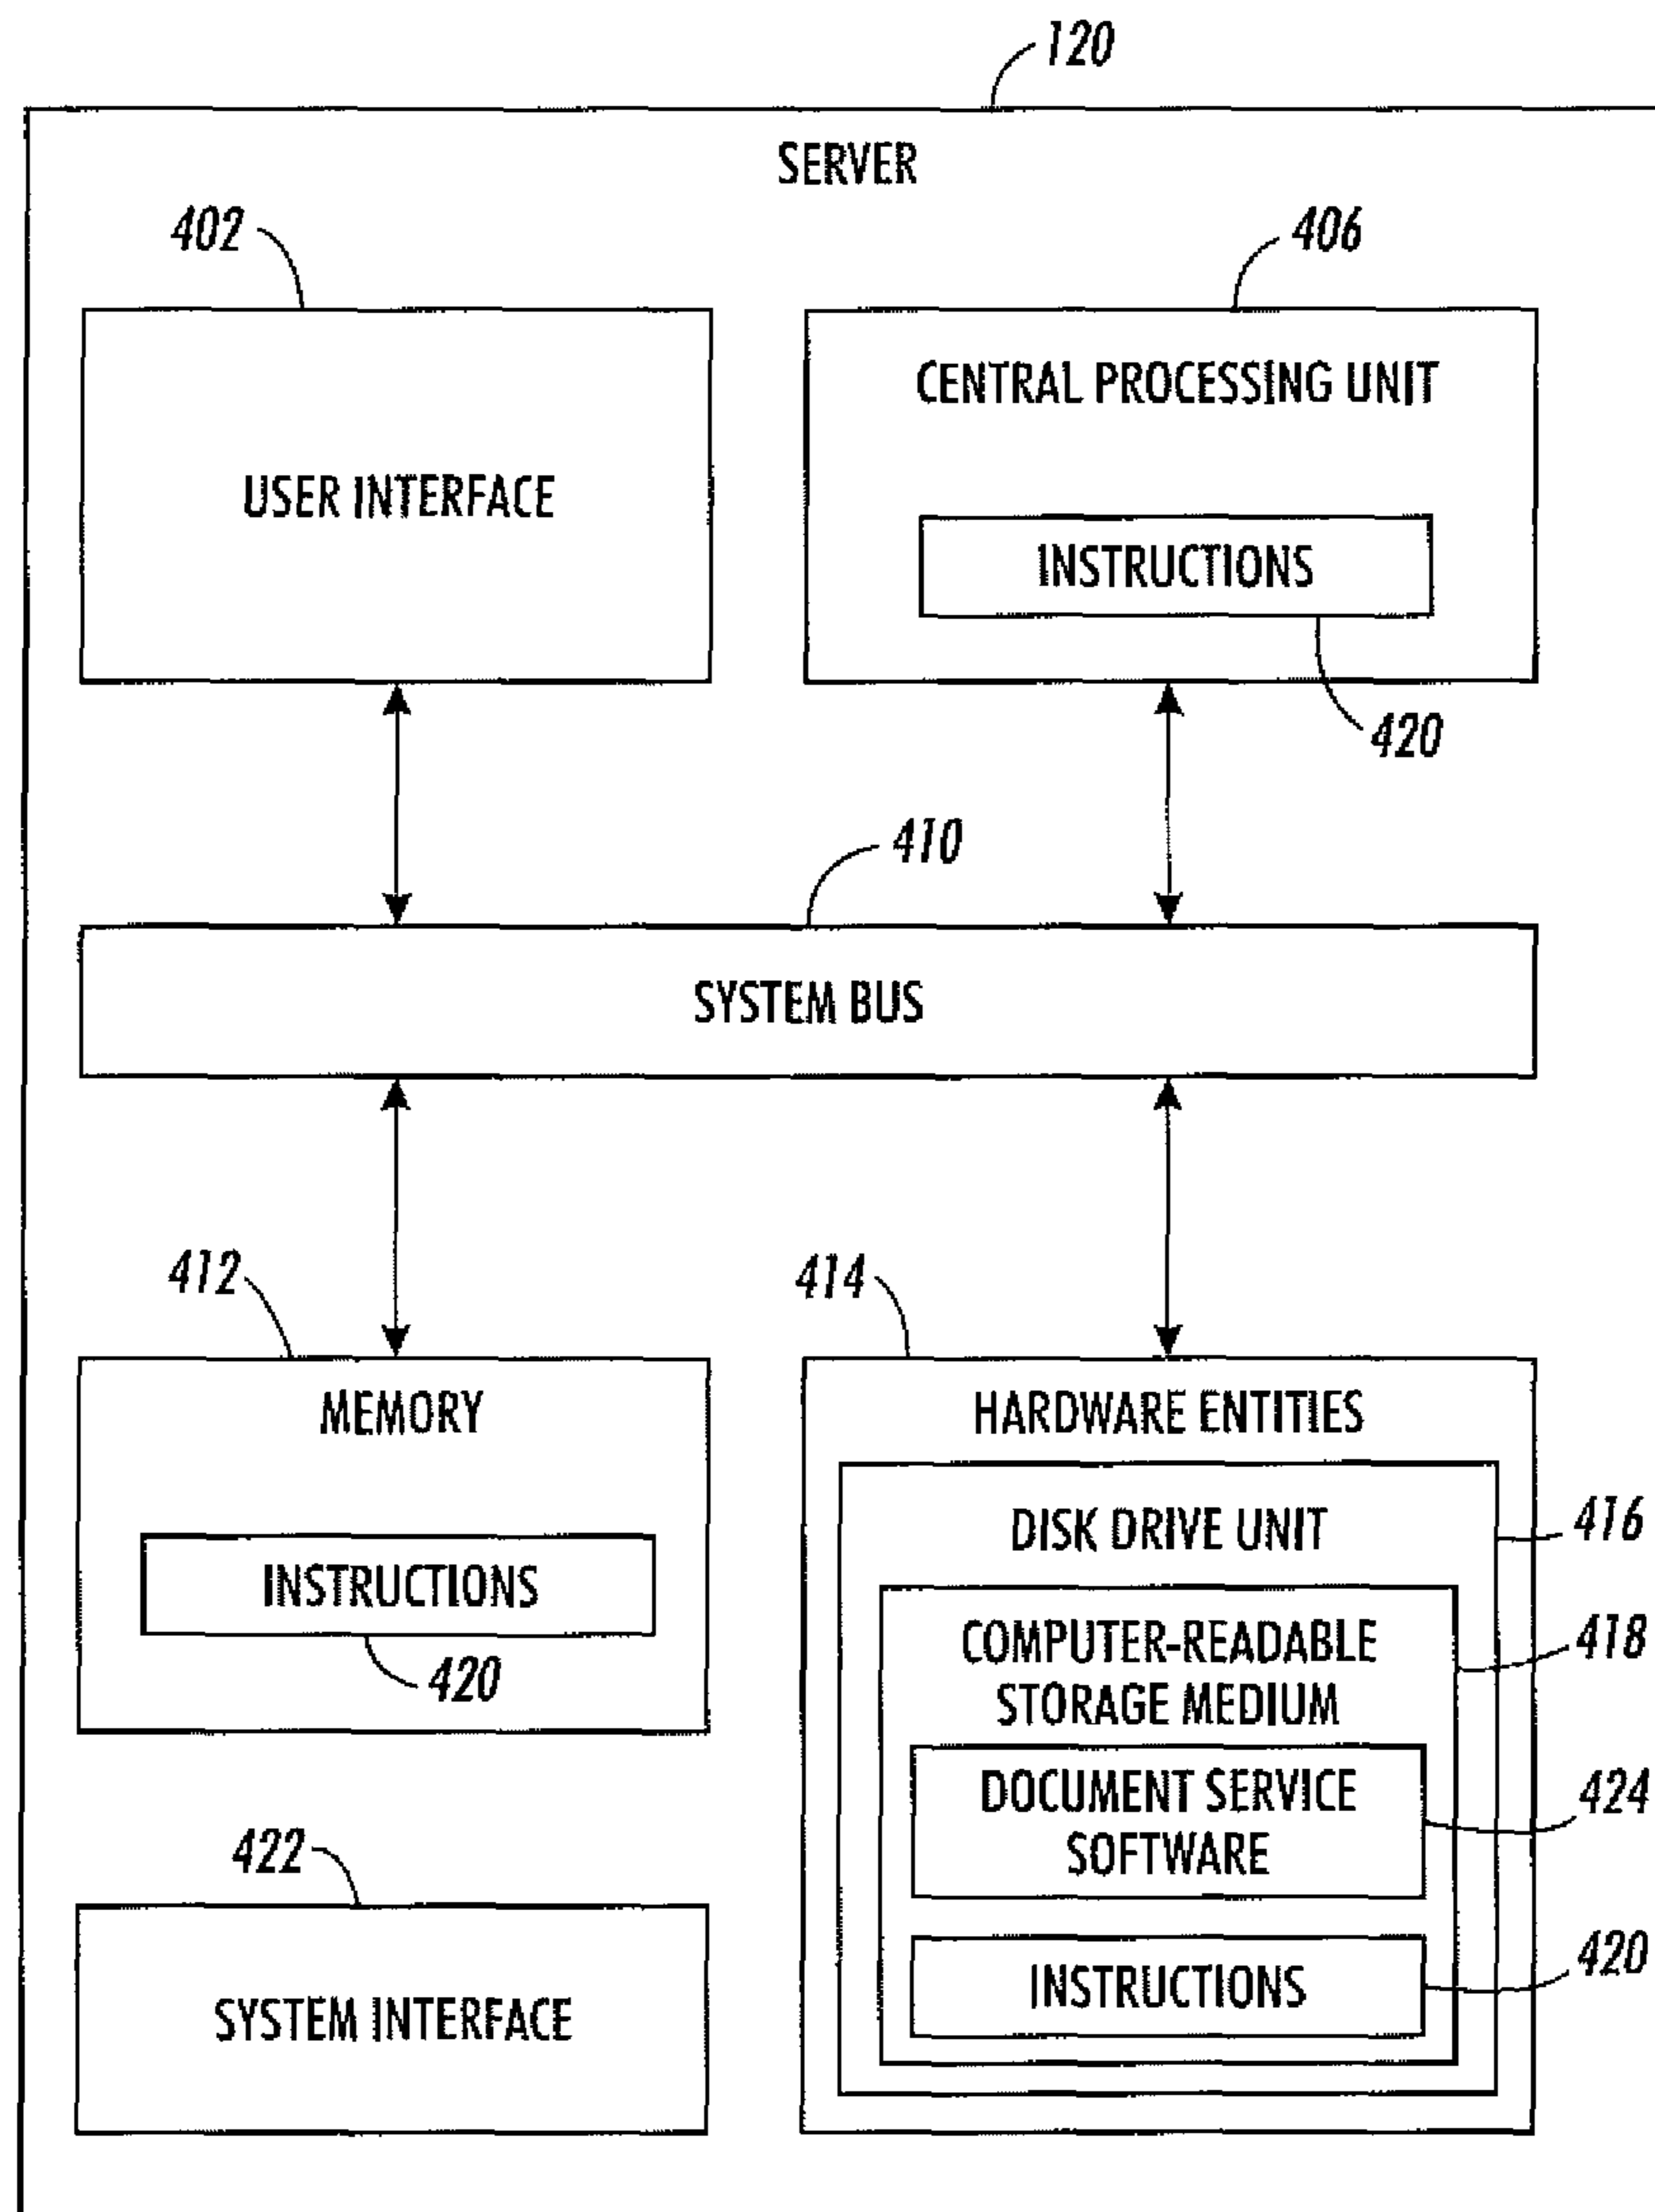 120
SERVER
402
406
USER INTERFACE
CENTRAL PROCESSING UNIT
INSTRUCTIONS
420
410
SYSTEM BUS
412
414
MEMORY
INSTRUCTIONS
420
HARDWARE ENTITIES
DISK DRIVE UNIT
416
COMPUTER-READABLE
STORAGE MEDIUM
418
DOCUMENT SERVICE
SOFTWARE
424
INSTRUCTIONS
420
422
SYSTEM INTERFACE